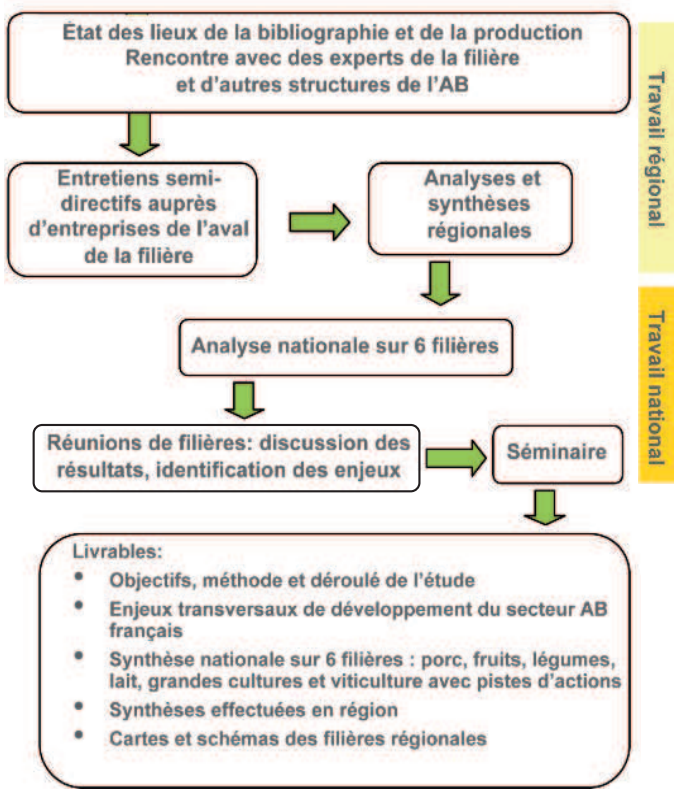 État des lieux de la bibliographie et de la production
Rencontre avec des experts de la filière
et d'autres structures de l'AB
Travail régional
Entretiens semi-
directifs auprès
d'entreprises de l'aval
de la filière
Analyses et
synthèses
régionales
Analyse nationale sur 6 filières
Travail national
Réunions de filières: discussion des
résultats, identification des enjeux
Séminaire
Livrables:
• Objectifs, méthode et déroulé de l'étude
• Enjeux transversaux de développement du secteur AB
français
• Synthèse nationale sur 6 filières : porc, fruits, légumes,
lait, grandes cultures et viticulture avec pistes d'actions
• Synthèses effectuées en région
• Cartes et schémas des filières régionales